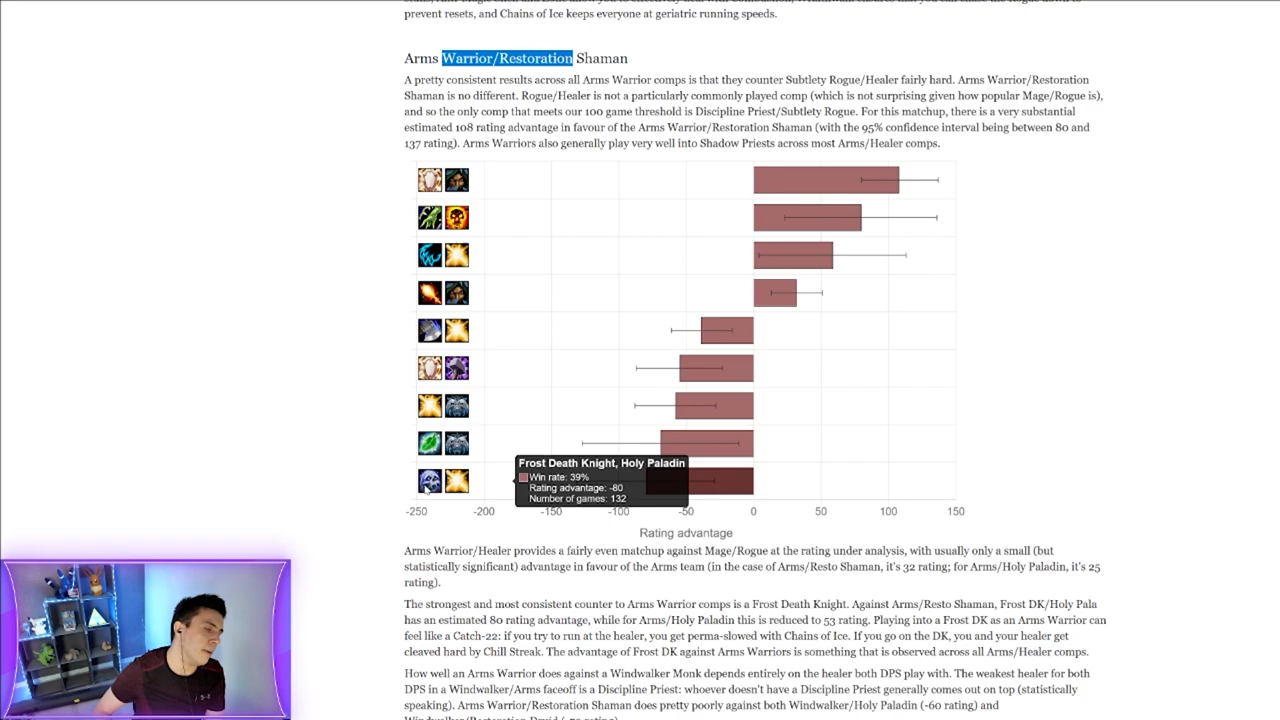 prevent resets, and Chains of Ice keeps everyone at geriatric running speeds.
Arms Warrior/Restoration Shaman
A pretty consistent results across all Arms Warrior comps is that they counter Subtlety Rogue/Healer fairly hard. Arms Warrior/Restoration
Shaman is no different. Rogue/Healer is not a particularly commonly played comp (which is not surprising given how popular Mage/Rogue is),
and so the only comp that meets our 100 game threshold is Discipline Priest/Subtlety Rogue. For this matchup, there is a very substantial
estimated 108 rating advantage in favour of the Arms Warrior/Restoration Shaman (with the 95% confidence interval being between 80 and
137 rating). Arms Warriors also generally play very well into Shadow Priests across most Arms/Healer comps.
Frost Death Knight, Holy Paladin
Win rate: 39%
Rating advantage: -80
Number of games: 132
-250 -200 -150 -100 -50 0 50 100 150
Rating advantage
Arms Warrior/Healer provides a fairly even matchup against Mage/Rogue at the rating under analysis, with usually only a small (but
statistically significant) advantage in favour of the Arms team (in the case of Arms/Resto Shaman, it's 32 rating; for Arms/Holy Paladin, it's 25
rating).
The strongest and most consistent counter to Arms Warrior comps is a Frost Death Knight. Against Arms/Resto Shaman, Frost DK/Holy Pala
has an estimated 80 rating advantage, while for Arms/Holy Paladin this is reduced to 53 rating. Playing into a Frost DK as an Arms Warrior can
feel like a Catch-22: if you try to run at the healer, you get perma-slowed with Chains of Ice. If you go on the DK, you and your healer get
cleaved hard by Chill Streak. The advantage of Frost DK against Arms Warriors is something that is observed across all Arms/Healer comps.
How well an Arms Warrior does against a Windwalker Monk depends entirely on the healer both DPS play with. The weakest healer for both
DPS in a Windwalker/Arms faceoff is a Discipline Priest: whoever doesn't have a Discipline Priest generally comes out on top (statistically
speaking). Arms Warrior/Restoration Shaman does pretty poorly against both Windwalker/Holy Paladin (-60 rating) and